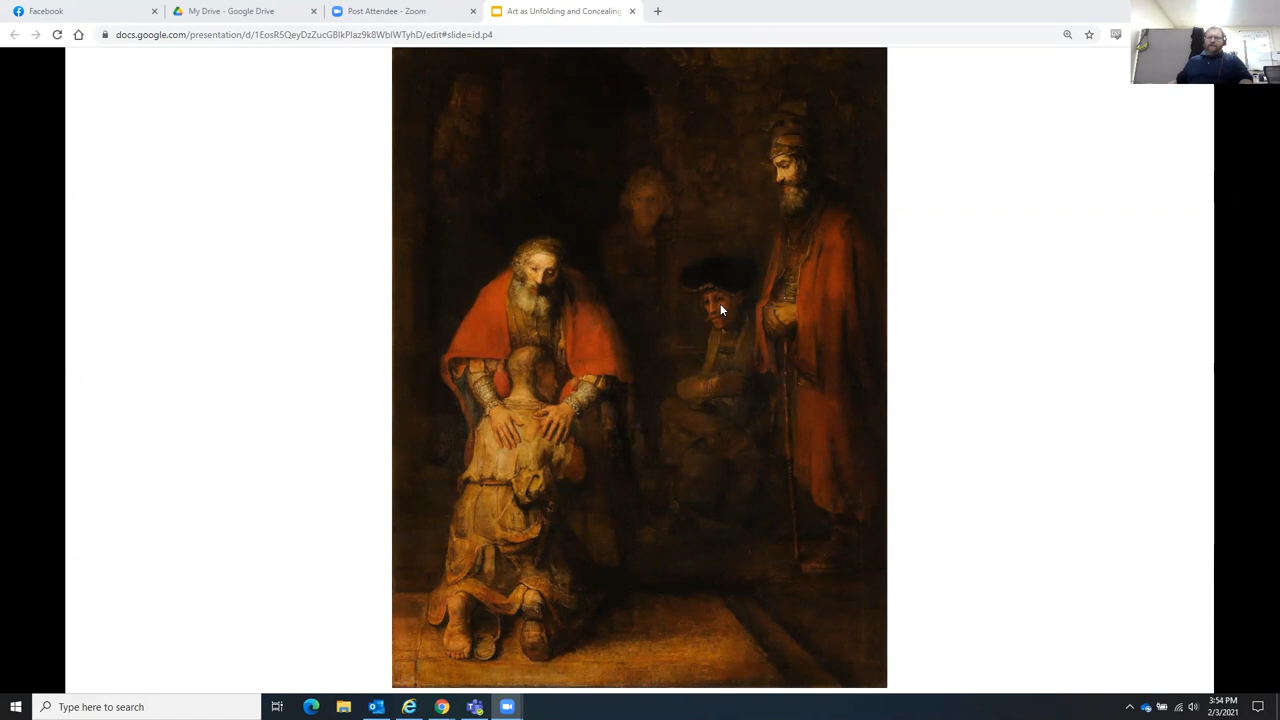 Facebook
My Drive - Google Drive
Post Attendee - Zoom
Art as Unfolding and Concealing
docs.google.com/presentation/d/1EosR5QeyDzZucGBIkPlaz9k8WbIWTyhD/edit#slide=id.p4
Type here to search
3:54 PM
2/3/2021